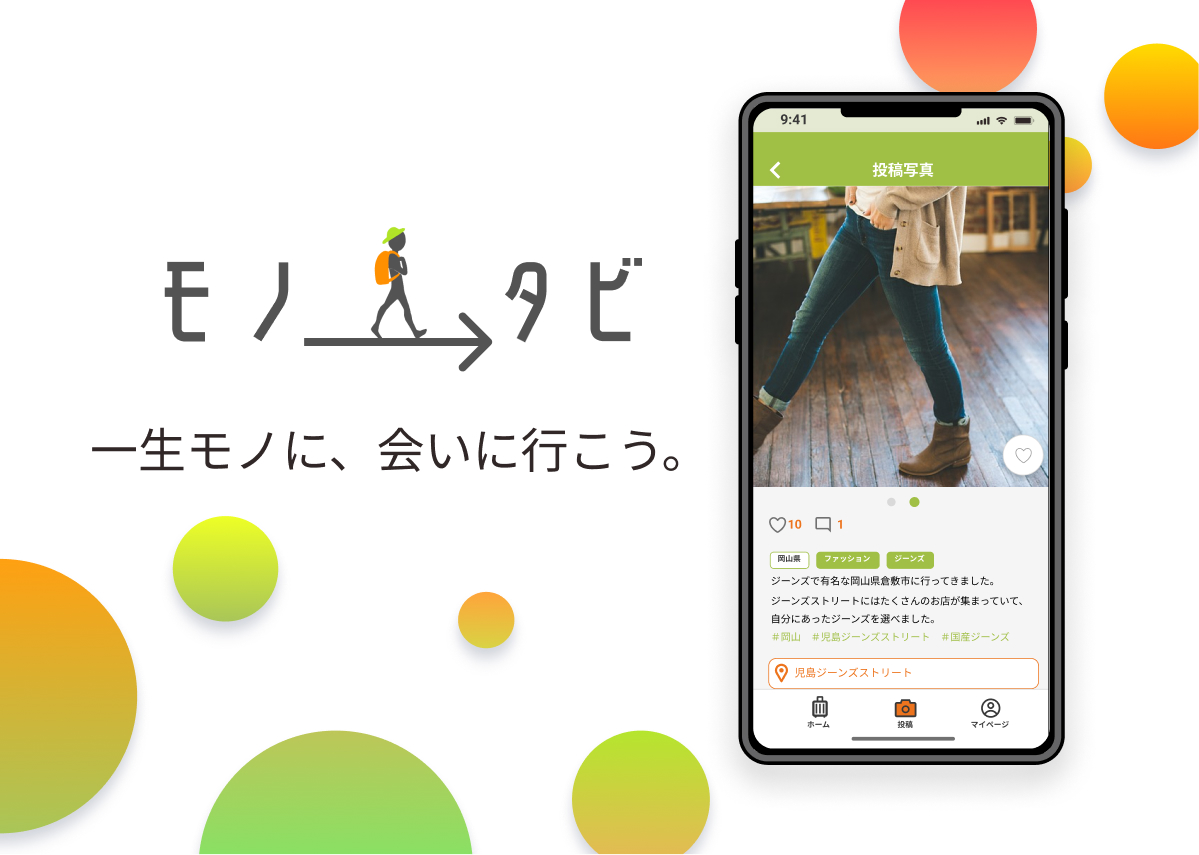 モノ タビ
一生モノに、会いに行こう。
9:41
投稿写真
10 1
岡山県 ファッション ジーンズ
ジーンズで有名な岡山県倉敷市に行ってきました。
ジーンズストリートにはたくさんのお店が集まっていて、
自分にあったジーンズを選べました。
＃岡山　＃児島ジーンズストリート　＃国産ジーンズ
児島ジーンズストリート
ホーム 投稿 マイページ